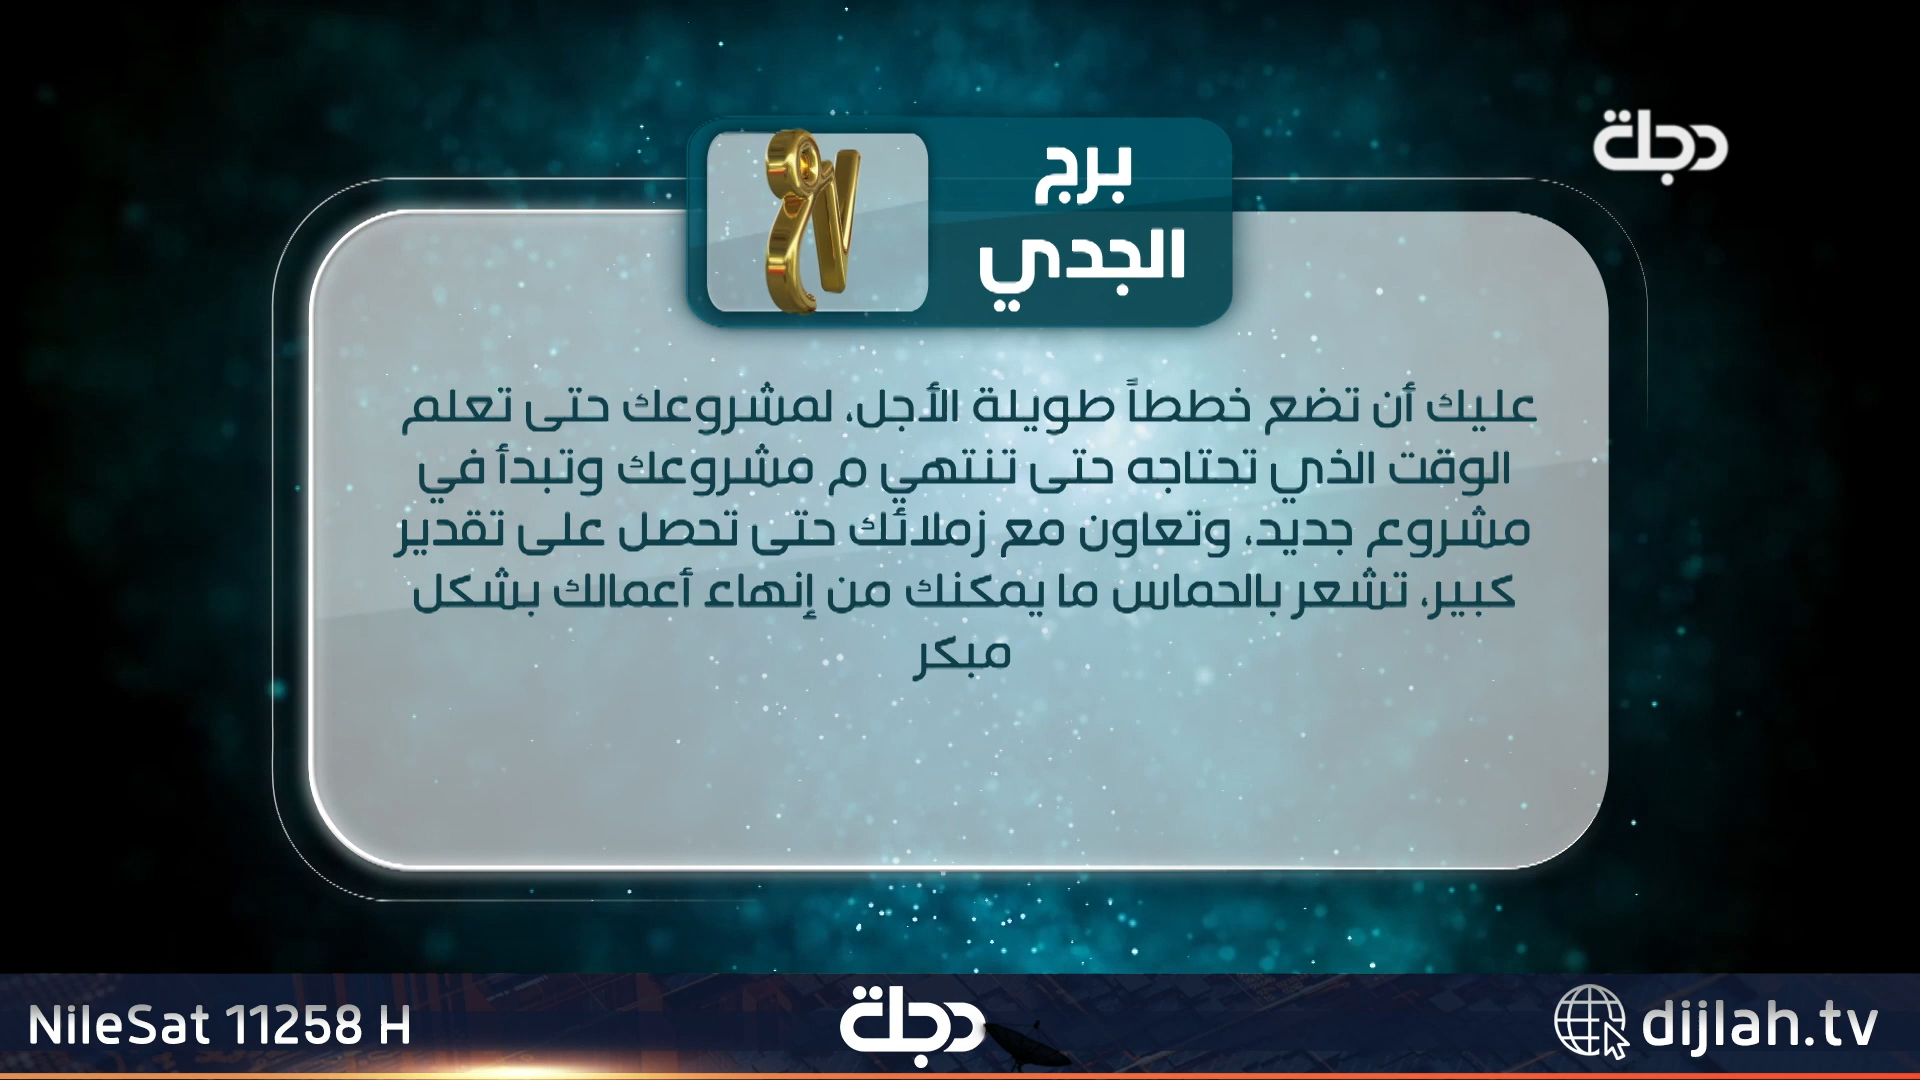 دجلة
برج
الجدي
عليك أن تضع خططاً طويلة الأجل، لمشروعك حتى تعلم
الوقت الذي تحتاجه حتى تنتهي م مشروعك وتبدأ في
مشروع جديد، وتعاون مع زملائك حتى تحصل على تقدير
كبير، تشعر بالحماس ما يمكنك من إنهاء أعمالك بشكل
مبكر
NileSat 11258 H
دجلة
dijlah.tv